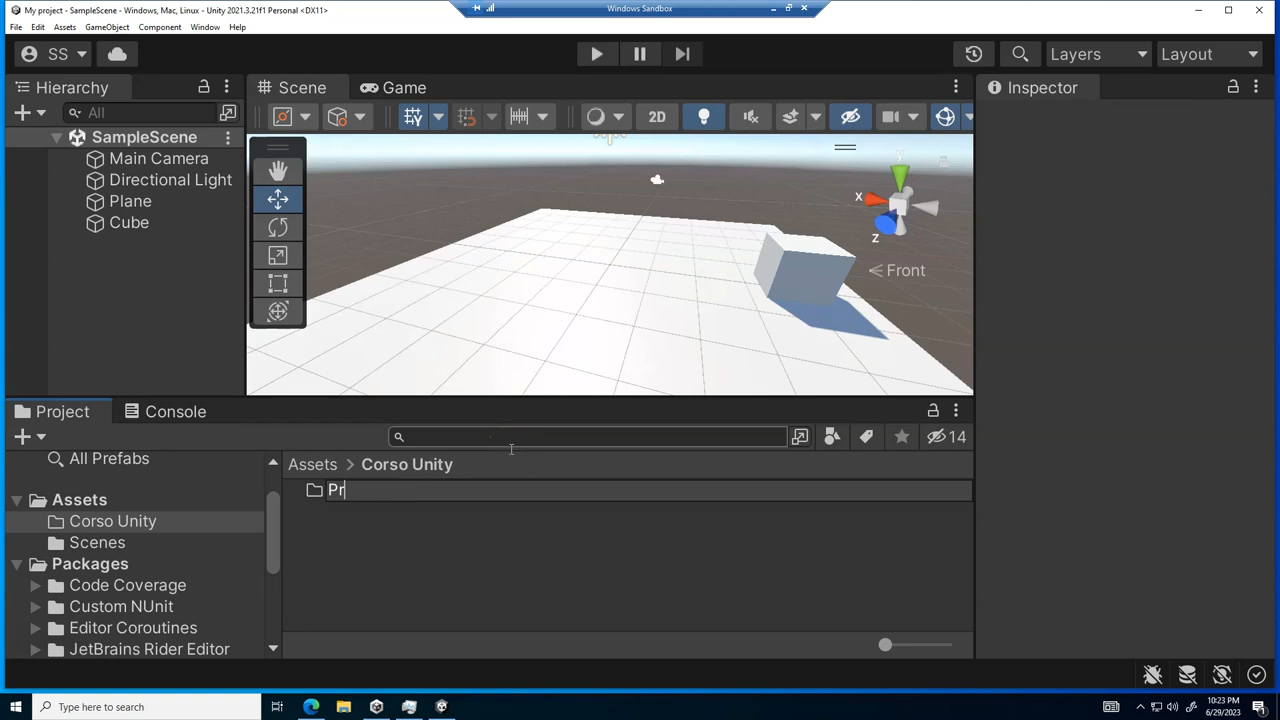 My project - SampleScene - Windows, Mac, Linux - Unity 2021.3.21f1 Personal <DX11>
Windows Sandbox
File Edit Assets GameObject Component Window Help
SS
Layers
Layout
Hierarchy
Scene
Game
Inspector
All
2D
SampleScene
Main Camera
Directional Light
Plane
Cube
y
x
z
Front
Project
Console
14
All Prefabs
Assets > Corso Unity
Pr
Assets
Corso Unity
Scenes
Packages
Code Coverage
Custom NUnit
Editor Coroutines
JetBrains Rider Editor
Type here to search
10:23 PM
6/29/2023
1